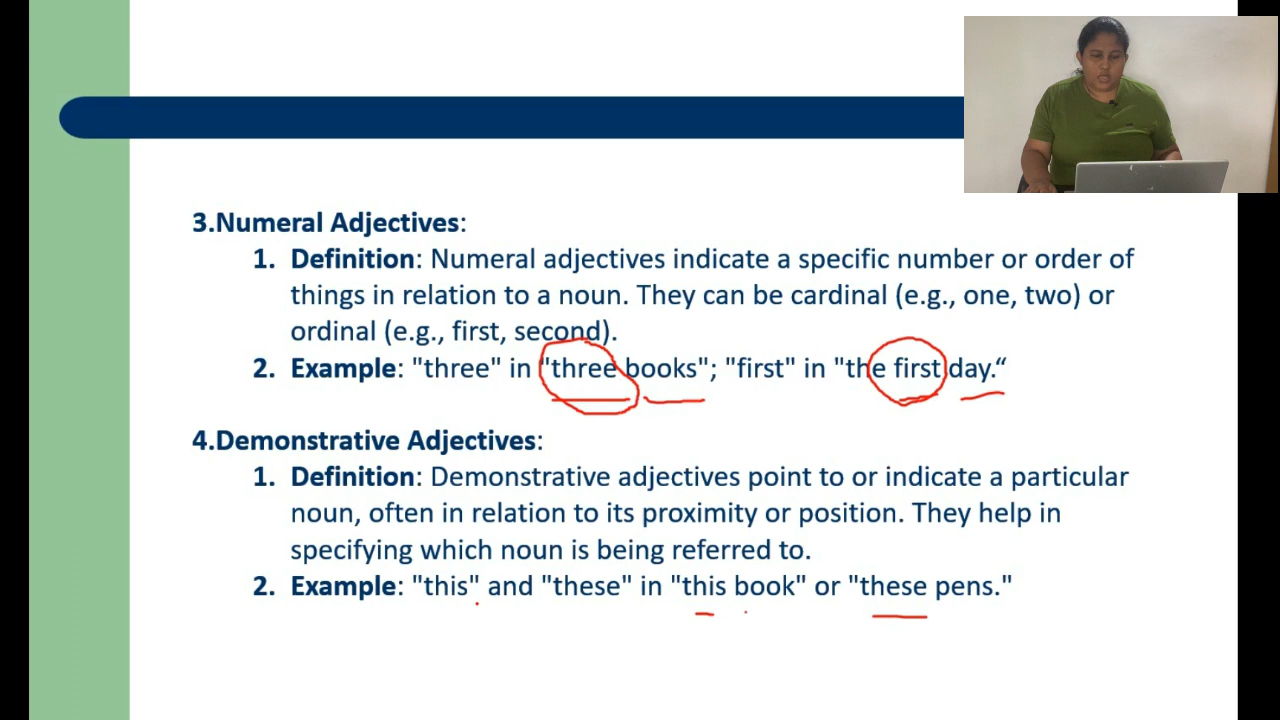 3.Numeral Adjectives:
1. Definition: Numeral adjectives indicate a specific number or order of
things in relation to a noun. They can be cardinal (e.g., one, two) or
ordinal (e.g., first, second).
2. Example: "three" in "three books"; "first" in "the first day.“
4.Demonstrative Adjectives:
1. Definition: Demonstrative adjectives point to or indicate a particular
noun, often in relation to its proximity or position. They help in
specifying which noun is being referred to.
2. Example: "this" and "these" in "this book" or "these pens."